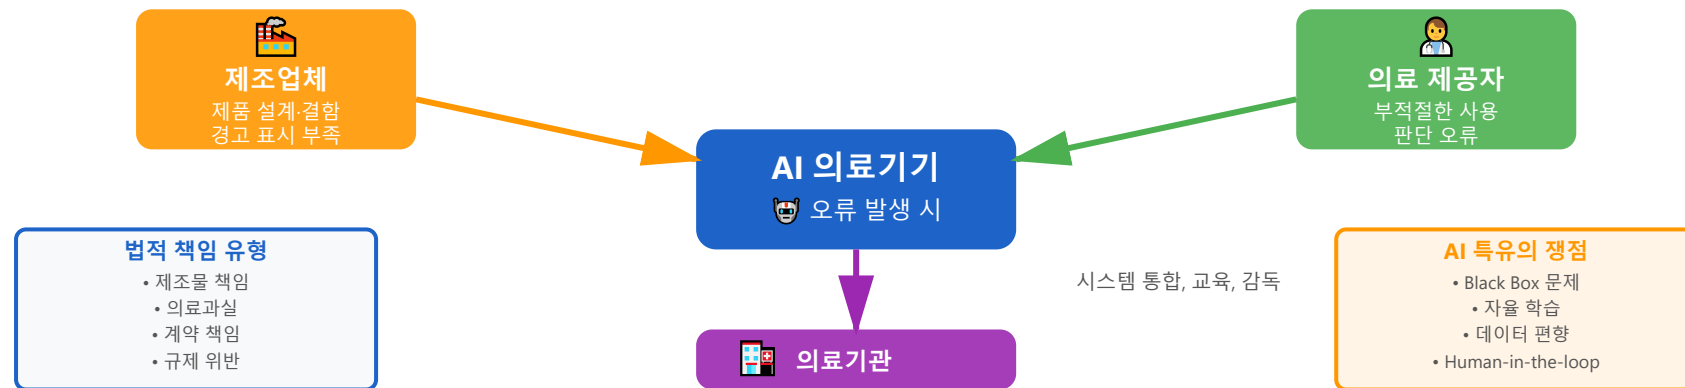 제조업체
제품 설계·결함
경고 표시 부족
의료 제공자
부적절한 사용
판단 오류
AI 의료기기
오류 발생 시
법적 책임 유형
• 제조물 책임
• 의료과실
• 계약 책임
• 규제 위반
시스템 통합, 교육, 감독
AI 특유의 쟁점
• Black Box 문제
• 자율 학습
• 데이터 편향
• Human-in-the-loop
의료기관